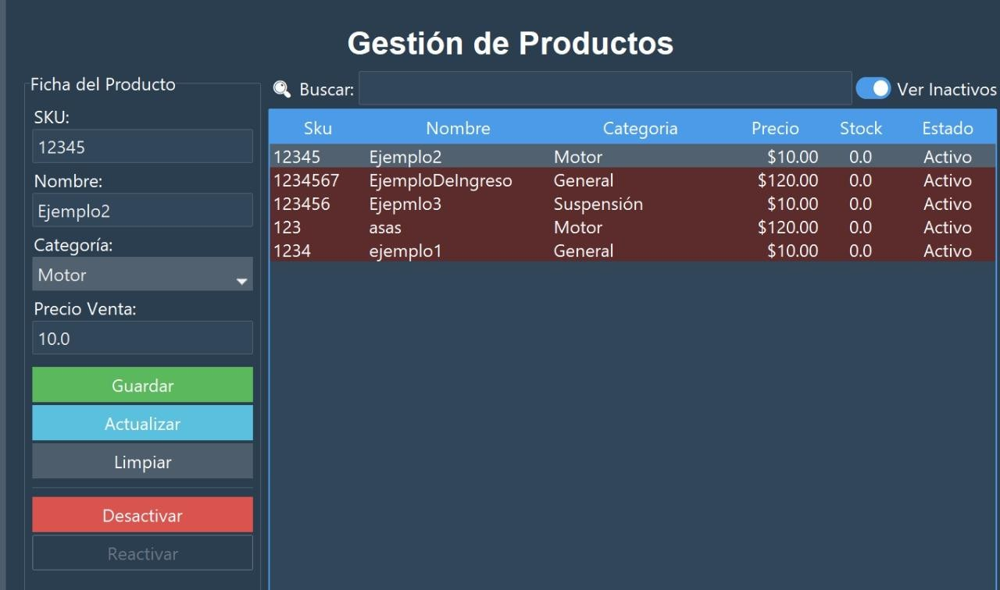 Gestión de Productos
Ficha del Producto
SKU:
12345
Nombre:
Ejemplo2
Categoría:
Motor
Precio Venta:
10.0
Guardar
Actualizar
Limpiar
Desactivar
Reactivar
Buscar: Ver Inactivos
Sku Nombre Categoria Precio Stock Estado
12345 Ejemplo2 Motor $10.00 0.0 Activo
1234567 EjemploDeIngreso General $120.00 0.0 Activo
123456 Ejepmlo3 Suspensión $10.00 0.0 Activo
123 asas Motor $120.00 0.0 Activo
1234 ejemplo1 General $10.00 0.0 Activo